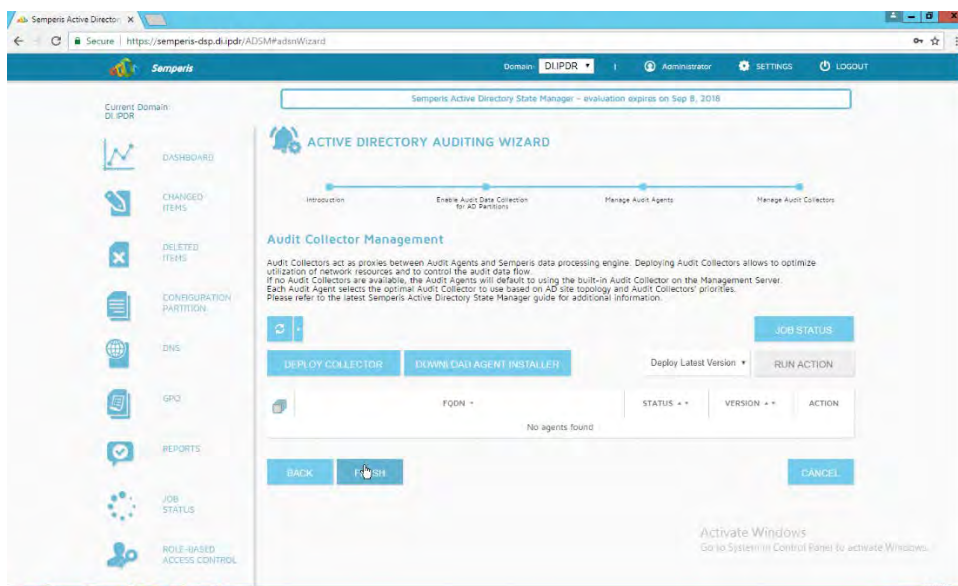 Semperis Active Director
Secure | https://semperis-dsp.di.ipdr/ADSM#adsnWizard
Semperis
Domain: DI.IPDR
Administrator
SETTINGS
LOGOUT
Semperis Active Directory State Manager - evaluation expires on Sep 8, 2018
Current Domain:
DI.IPDR
DASHBOARD
CHANGED
ITEMS
DELETED
ITEMS
CONFIGURATION
PARTITION
DNS
GPO
REPORTS
JOB
STATUS
ROLE-BASED
ACCESS CONTROL
ACTIVE DIRECTORY AUDITING WIZARD
Introduction
Enable Audit Data Collection
for AD Partitions
Manage Audit Agents
Manage Audit Collectors
Audit Collector Management
Audit Collectors act as proxies between Audit Agents and Semperis data processing engine. Deploying Audit Collectors allows to optimize
utilization of network resources and to control the audit data flow.
If no Audit Collectors are available, the Audit Agents will default to using the built-in Audit Collector on the Management Server.
Each Audit Agent selects the optimal Audit Collector to use based on AD site topology and Audit Collectors' priorities.
Please refer to the latest Semperis Active Directory State Manager guide for additional information.
JOB STATUS
DEPLOY COLLECTOR
DOWNLOAD AGENT INSTALLER
Deploy Latest Version
RUN ACTION
FQDN
STATUS
VERSION
ACTION
No agents found
BACK
FINISH
CANCEL
Activate Windows
Go to System in Control Panel to activate Windows.